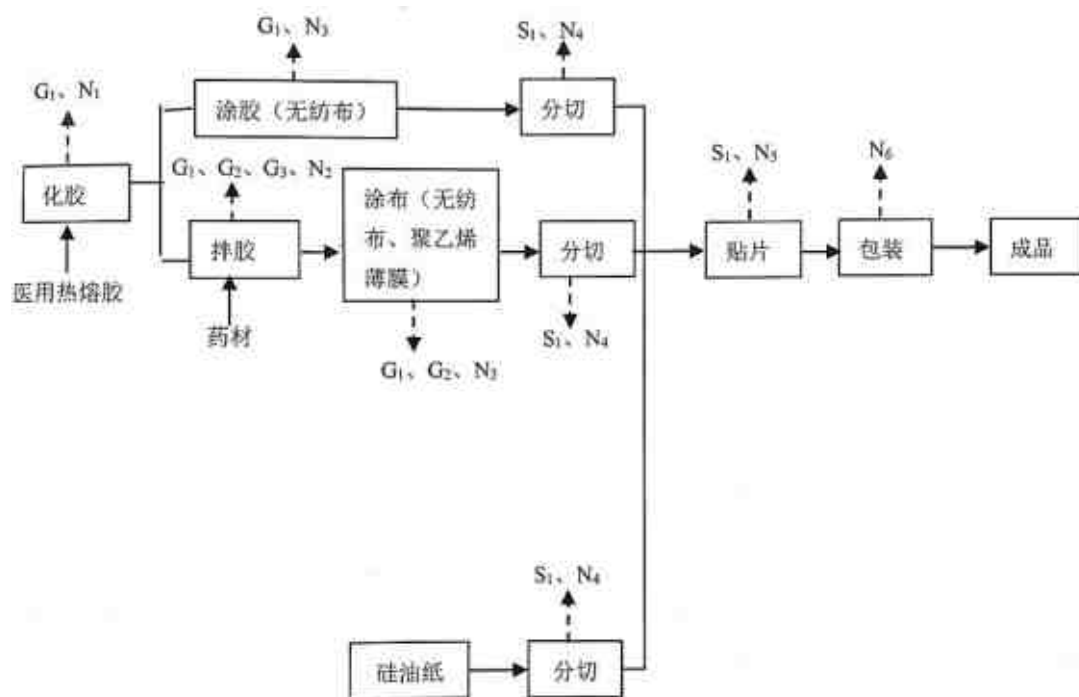 G₁、N₃
S₁、N₄
G₁、N₁
涂胶（无纺布）
分切
G₁、G₂、G₃、N₂
S₁、N₅
N₆
化胶
拌胶
涂布（无纺
布、聚乙烯
薄膜）
分切
贴片
包装
成品
医用热熔胶
药材
S₁、N₄
G₁、G₂、N₃
S₁、N₄
硅油纸
分切